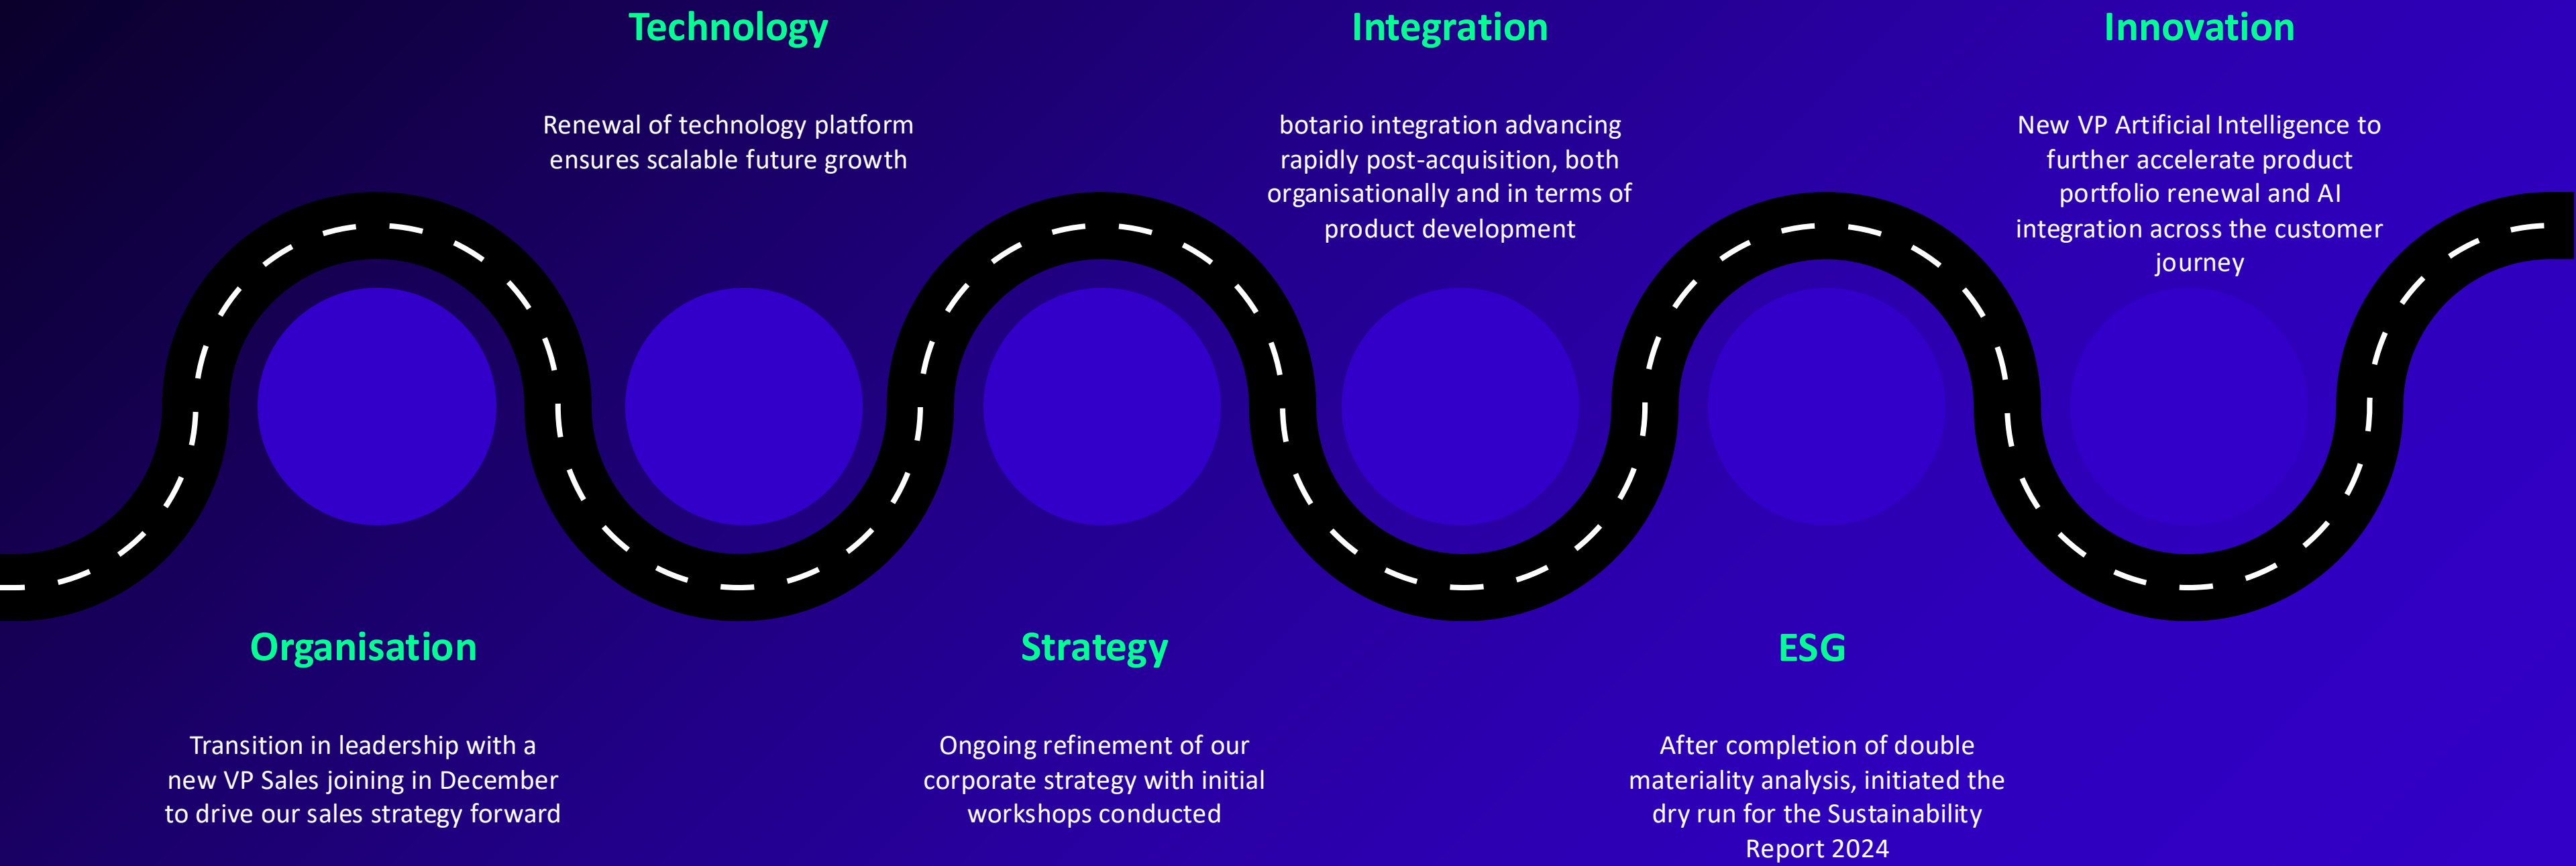 Technology
Renewal of technology platform
ensures scalable future growth
Integration
botario integration advancing
rapidly post-acquisition, both
organisationally and in terms of
product development
Innovation
New VP Artificial Intelligence to
further accelerate product
portfolio renewal and AI
integration across the customer
journey
Organisation
Transition in leadership with a
new VP Sales joining in December
to drive our sales strategy forward
Strategy
Ongoing refinement of our
corporate strategy with initial
workshops conducted
ESG
After completion of double
materiality analysis, initiated the
dry run for the Sustainability
Report 2024